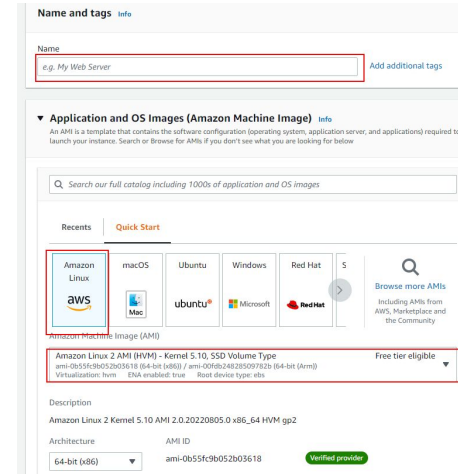 Name and tags Info
Name
e.g. My Web Server
Add additional tags
Application and OS Images (Amazon Machine Image) Info
An AMI is a template that contains the software configuration (operating system, application server, and applications) required to
launch your instance. Search or Browse for AMIs if you don't see what you are looking for below
Search our full catalog including 1000s of application and OS images
Recents Quick Start
Amazon Linux
aws
macOS
Mac
Ubuntu
ubuntu®
Windows
Microsoft
Red Hat
Red Hat
S
Browse more AMIs
Including AMIs from
AWS, Marketplace and
the Community
Amazon Machine Image (AMI)
Amazon Linux 2 AMI (HVM) - Kernel 5.10, SSD Volume Type
Free tier eligible
ami-0b55fc9b052b03618 (64-bit (x86)) / ami-00fdb24828509782b (64-bit (Arm))
Virtualization: hvm ENA enabled: true Root device type: ebs
Description
Amazon Linux 2 Kernel 5.10 AMI 2.0.20220805.0 x86_64 HVM gp2
Architecture
AMI ID
64-bit (x86)
ami-0b55fc9b052b03618
Verified provider